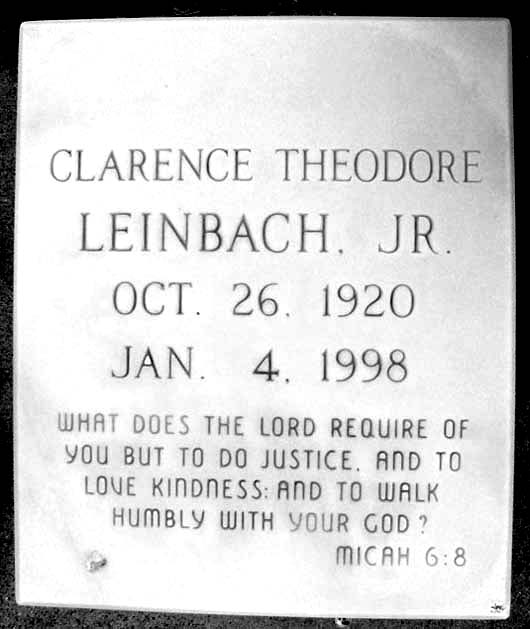 CLARENCE THEODORE
LEINBACH, JR.
OCT. 26, 1920
JAN. 4, 1998
WHAT DOES THE LORD REQUIRE OF
YOU BUT TO DO JUSTICE, AND TO
LOVE KINDNESS: AND TO WALK
HUMBLY WITH YOUR GOD?
MICAH 6:8